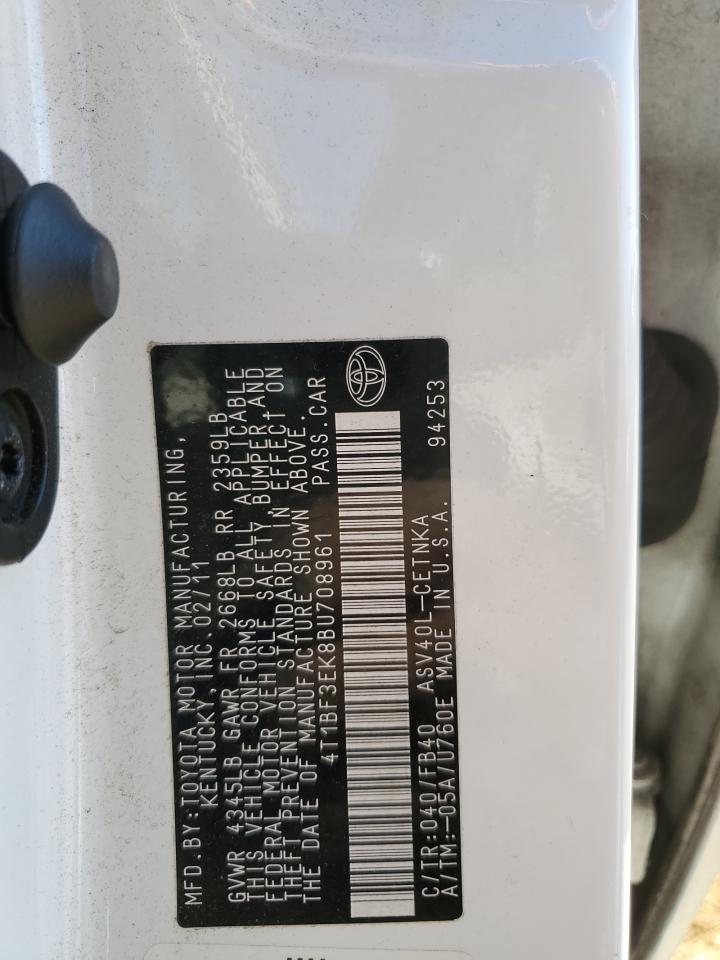 MFD.BY:TOYOTA MOTOR MANUFACTURING,
KENTUCKY,INC.02/11
GVWR 4345LB GAWR FR 2668LB RR 2359LB
THIS VEHICLE CONFORMS TO ALL APPLICABLE
FEDERAL MOTOR VEHICLE SAFETY,BUMPER,AND
THEFT PREVENTION STANDARDS IN EFFECT ON
THE DATE OF MANUFACTURE SHOWN ABOVE.
4T1BF3EK8BU708961 PASS.CAR
C/TR:040/FB40 ASV40L-CETNKA
A/TM:-05A/U760E MADE IN U.S.A. 94253